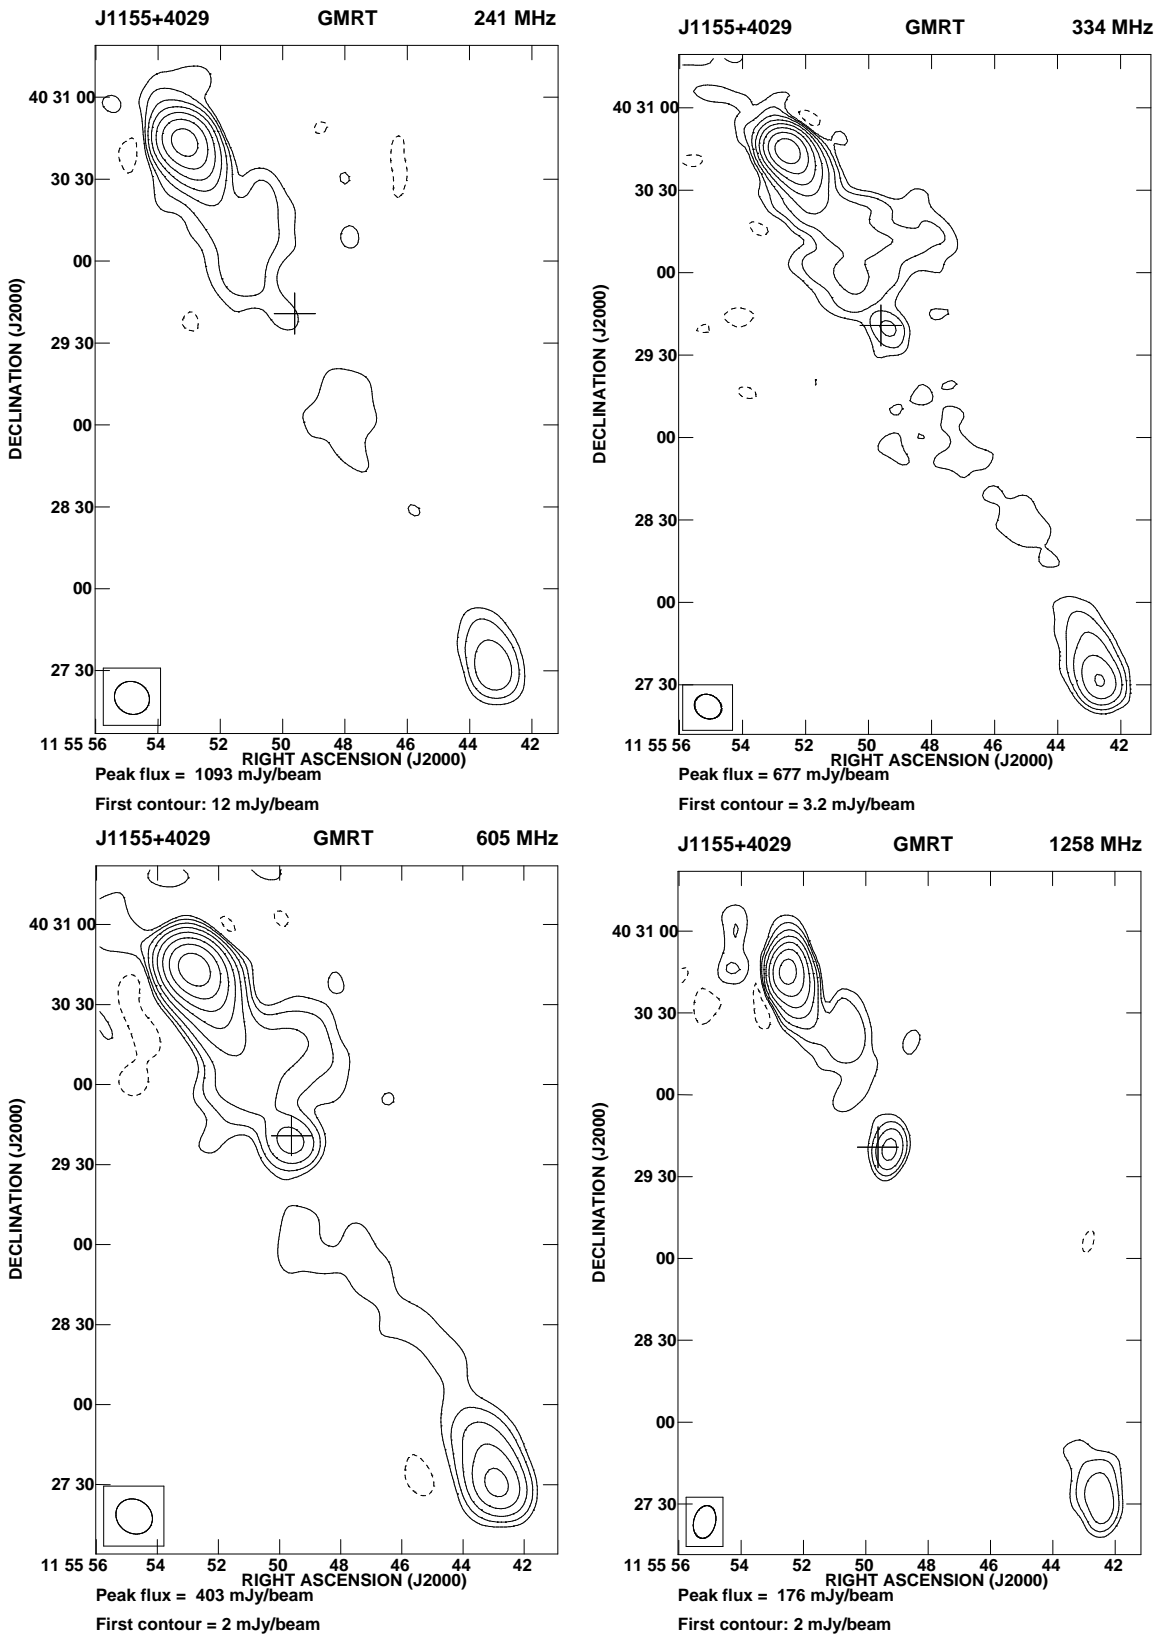 J1155+4029 GMRT 241 MHz
DECLINATION (J2000)
40 31 00
30 30
00
29 30
00
28 30
00
27 30
11 55 56 54 52 50 48 46 44 42
RIGHT ASCENSION (J2000)
Peak flux = 1093 mJy/beam
First contour: 12 mJy/beam
J1155+4029 GMRT 334 MHz
DECLINATION (J2000)
40 31 00
30 30
00
29 30
00
28 30
00
27 30
11 55 56 54 52 50 48 46 44 42
RIGHT ASCENSION (J2000)
Peak flux = 677 mJy/beam
First contour = 3.2 mJy/beam
J1155+4029 GMRT 605 MHz
DECLINATION (J2000)
40 31 00
30 30
00
29 30
00
28 30
00
27 30
11 55 56 54 52 50 48 46 44 42
RIGHT ASCENSION (J2000)
Peak flux = 403 mJy/beam
First contour = 2 mJy/beam
J1155+4029 GMRT 1258 MHz
DECLINATION (J2000)
40 31 00
30 30
00
29 30
00
28 30
00
27 30
11 55 56 54 52 50 48 46 44 42
RIGHT ASCENSION (J2000)
Peak flux = 176 mJy/beam
First contour: 2 mJy/beam